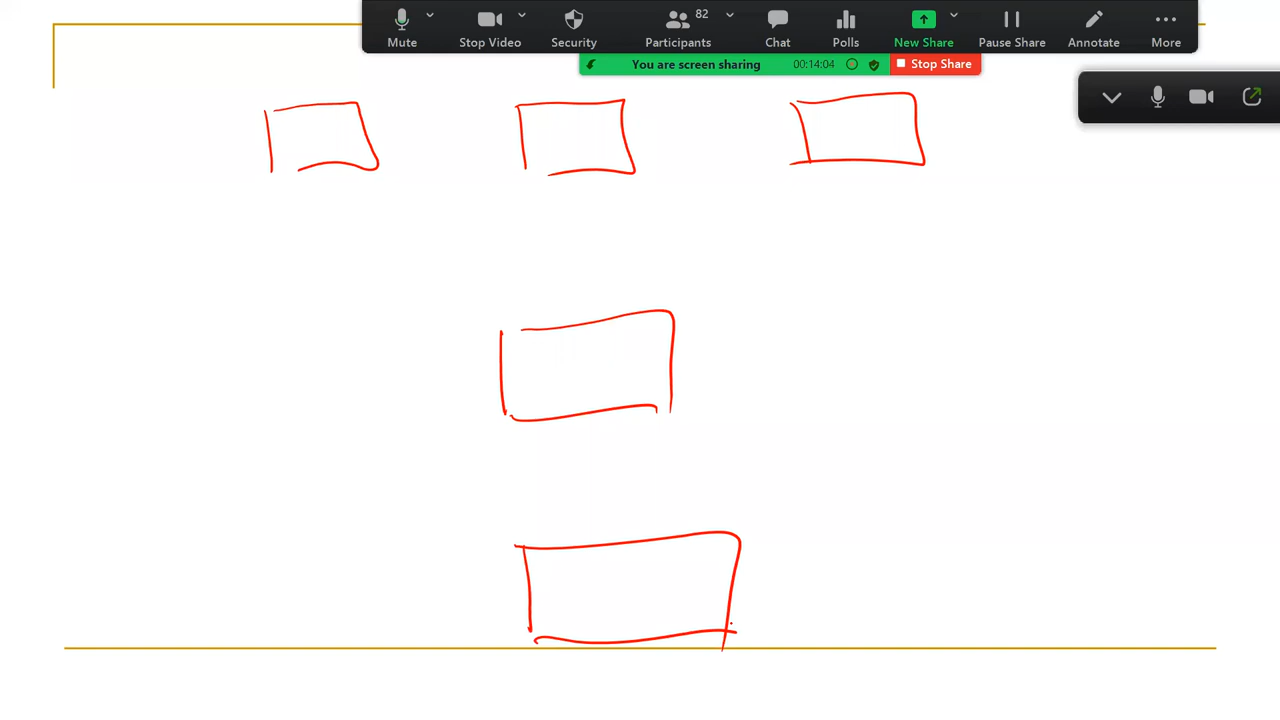 82
Mute Stop Video Security Participants Chat Polls New Share Pause Share Annotate More
You are screen sharing 00:14:04 Stop Share